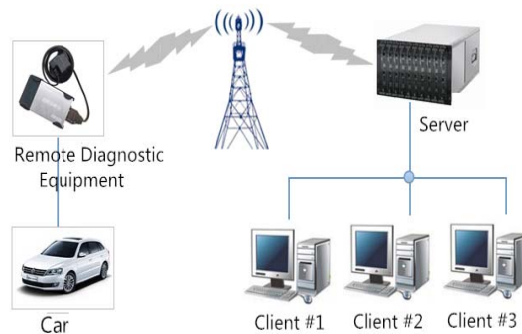 Server
Remote Diagnostic
Equipment
Car
Client #1
Client #2
Client #3